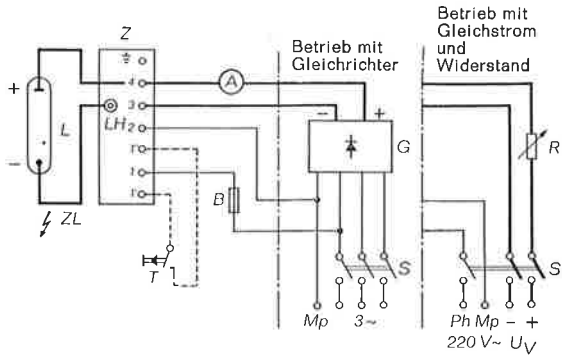 Z
Betrieb mit
Gleichrichter
Betrieb mit
Gleichstrom
und
Widerstand
+
L
−
ZL
4
3
LH
2
1'
1
1'
A
B
T
− +
G
S
Mp 3~
R
S
Ph Mp − +
220 V~ UV